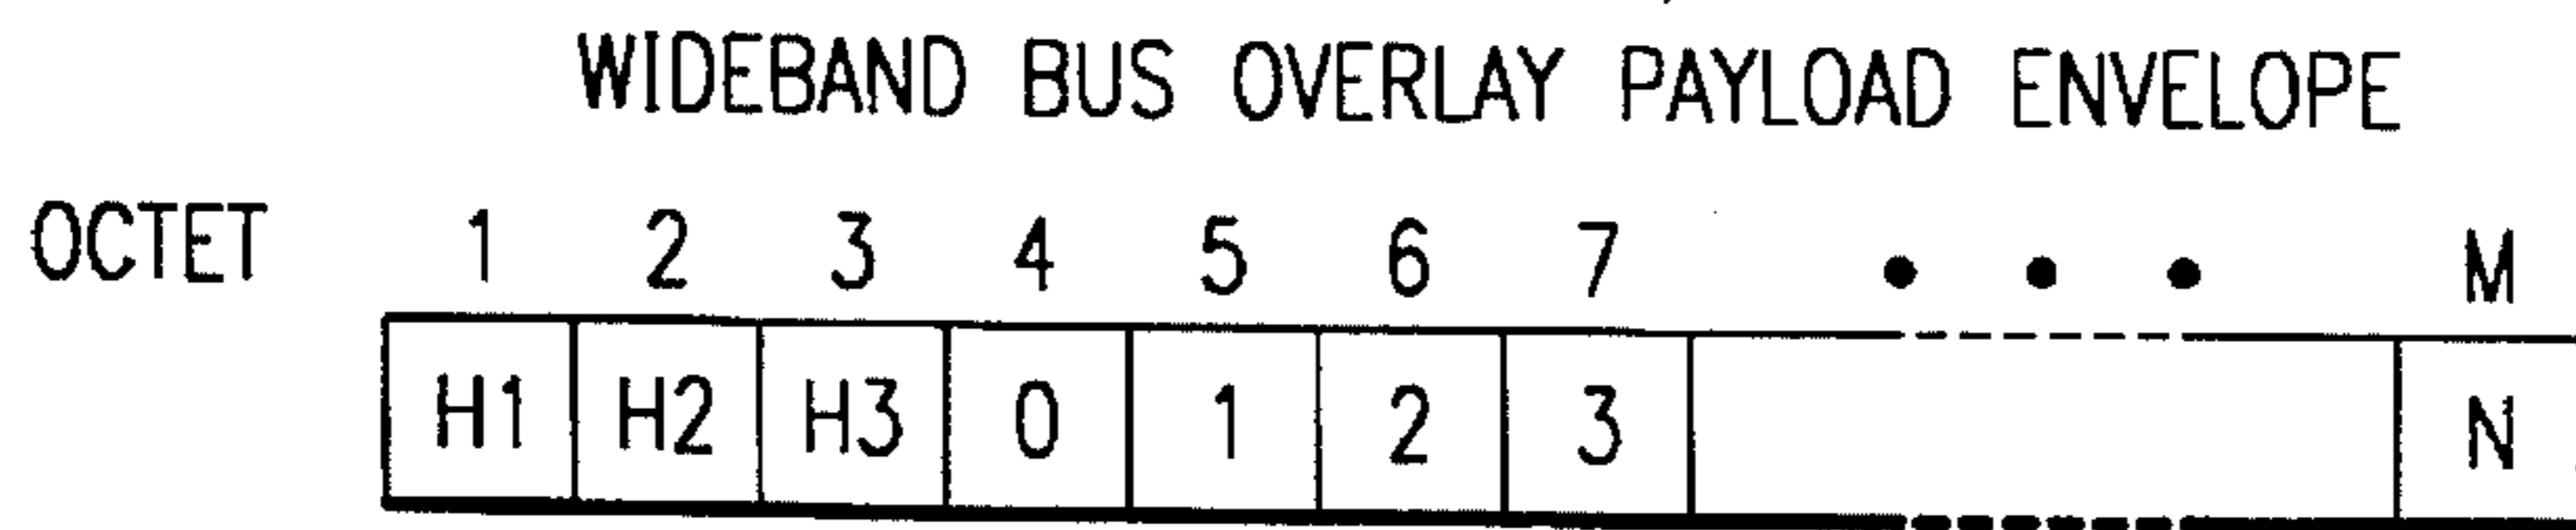 WIDEBAND BUS OVERLAY PAYLOAD ENVELOPE
OCTET 1 2 3 4 5 6 7 • • • M
H1 H2 H3 0 1 2 3 N